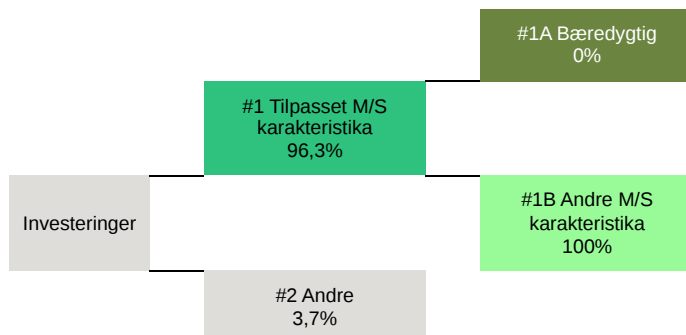 #1A Bæredygtig
0%
#1 Tilpasset M/S
karakteristika
96,3%
Investeringer
#1B Andre M/S
karakteristika
100%
#2 Andre
3,7%